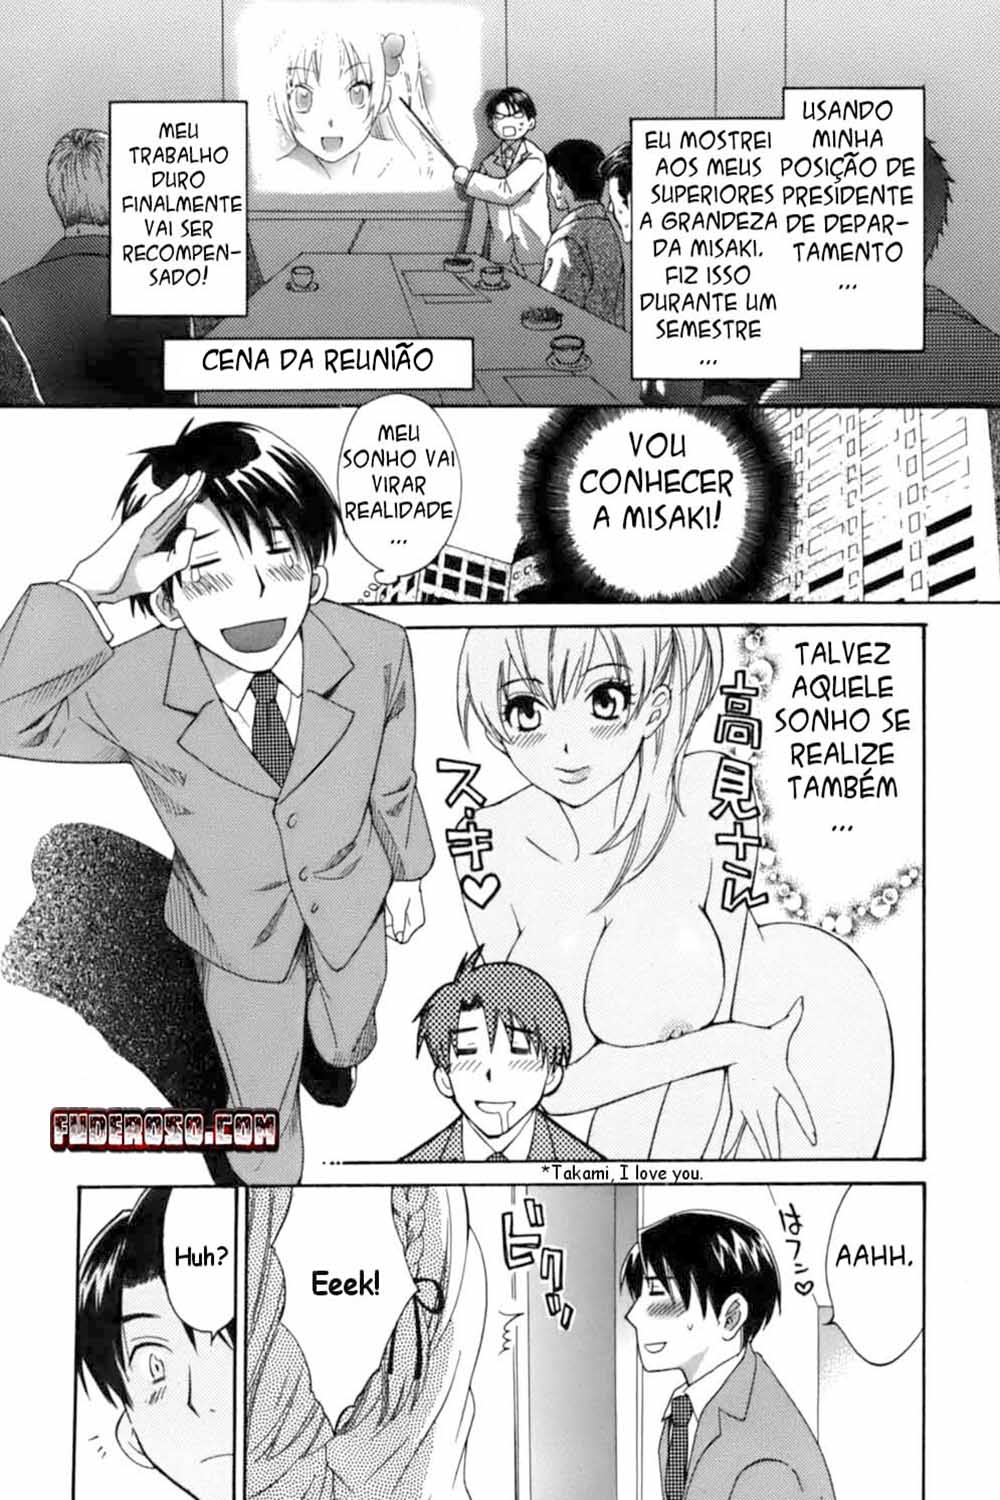 USANDO
MINHA
POSIÇÃO DE
PRESIDENTE
DE DEPAR-
TAMENTO
...
EU MOSTREI
AOS MEUS
SUPERIORES
A GRANDEZA
DA MISAKI.
FIZ ISSO
DURANTE UM
SEMESTRE
...
MEU
TRABALHO
DURO
FINALMENTE
VAI SER
RECOMPEN-
SADO!
CENA DA REUNIÃO
VOU
CONHECER
A MISAKI!
MEU
SONHO VAI
VIRAR
REALIDADE
...
TALVEZ
AQUELE
SONHO SE
REALIZE
TAMBÉM
...
高見さん
ス・キ♡
FUDEROSO.COM
*Takami, I love you.
AAHH.
はフン♡
ビクッ
Eeek!
Huh?